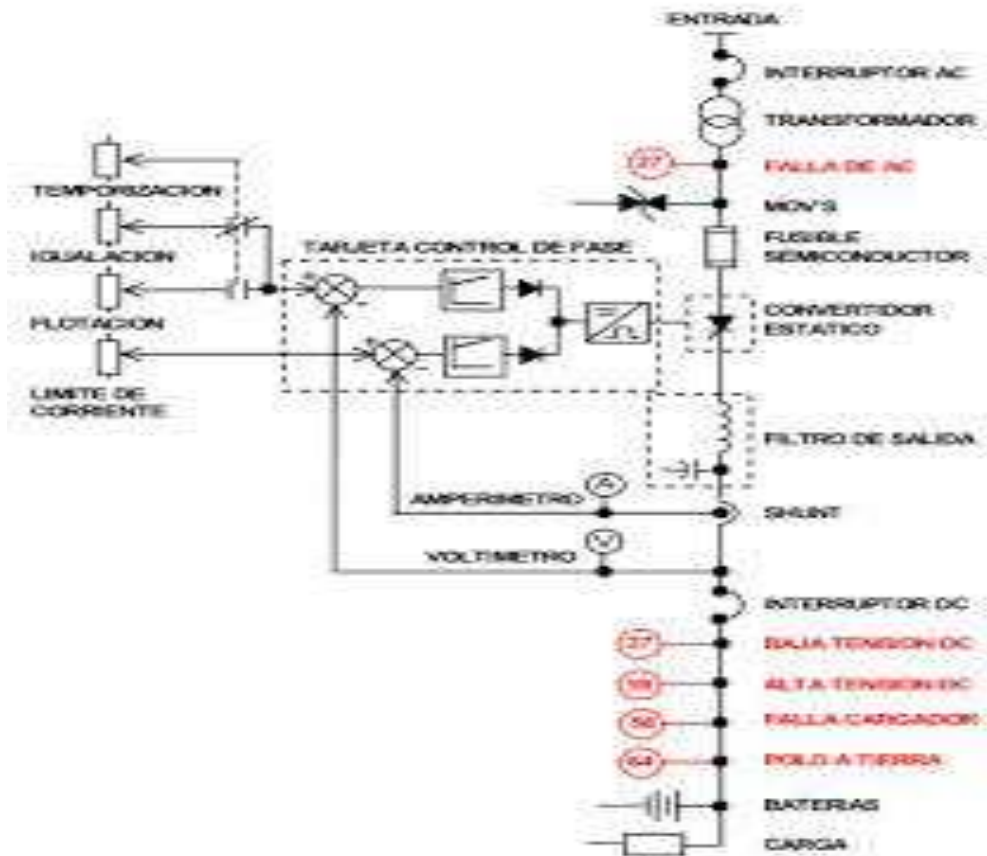 ENTRADA
INTERRUPTOR AC
TRANSFORMADOR
27
FALLA DE AC
MOV'S
FUSIBLE
SEMICONDUCTOR
CONVERTIDOR
ESTATICO
TEMPORIZACION
IGUALACION
FLOTACION
LIMITE DE
CORRIENTE
TARJETA CONTROL DE FASE
FILTRO DE SALIDA
AMPERIMETRO
A
SHUNT
VOLTIMETRO
V
INTERRUPTOR DC
27
BAJA TENSION DC
ALTA TENSION DC
FALLA CARGADOR
64
POLO A TIERRA
BATERIAS
CARGA